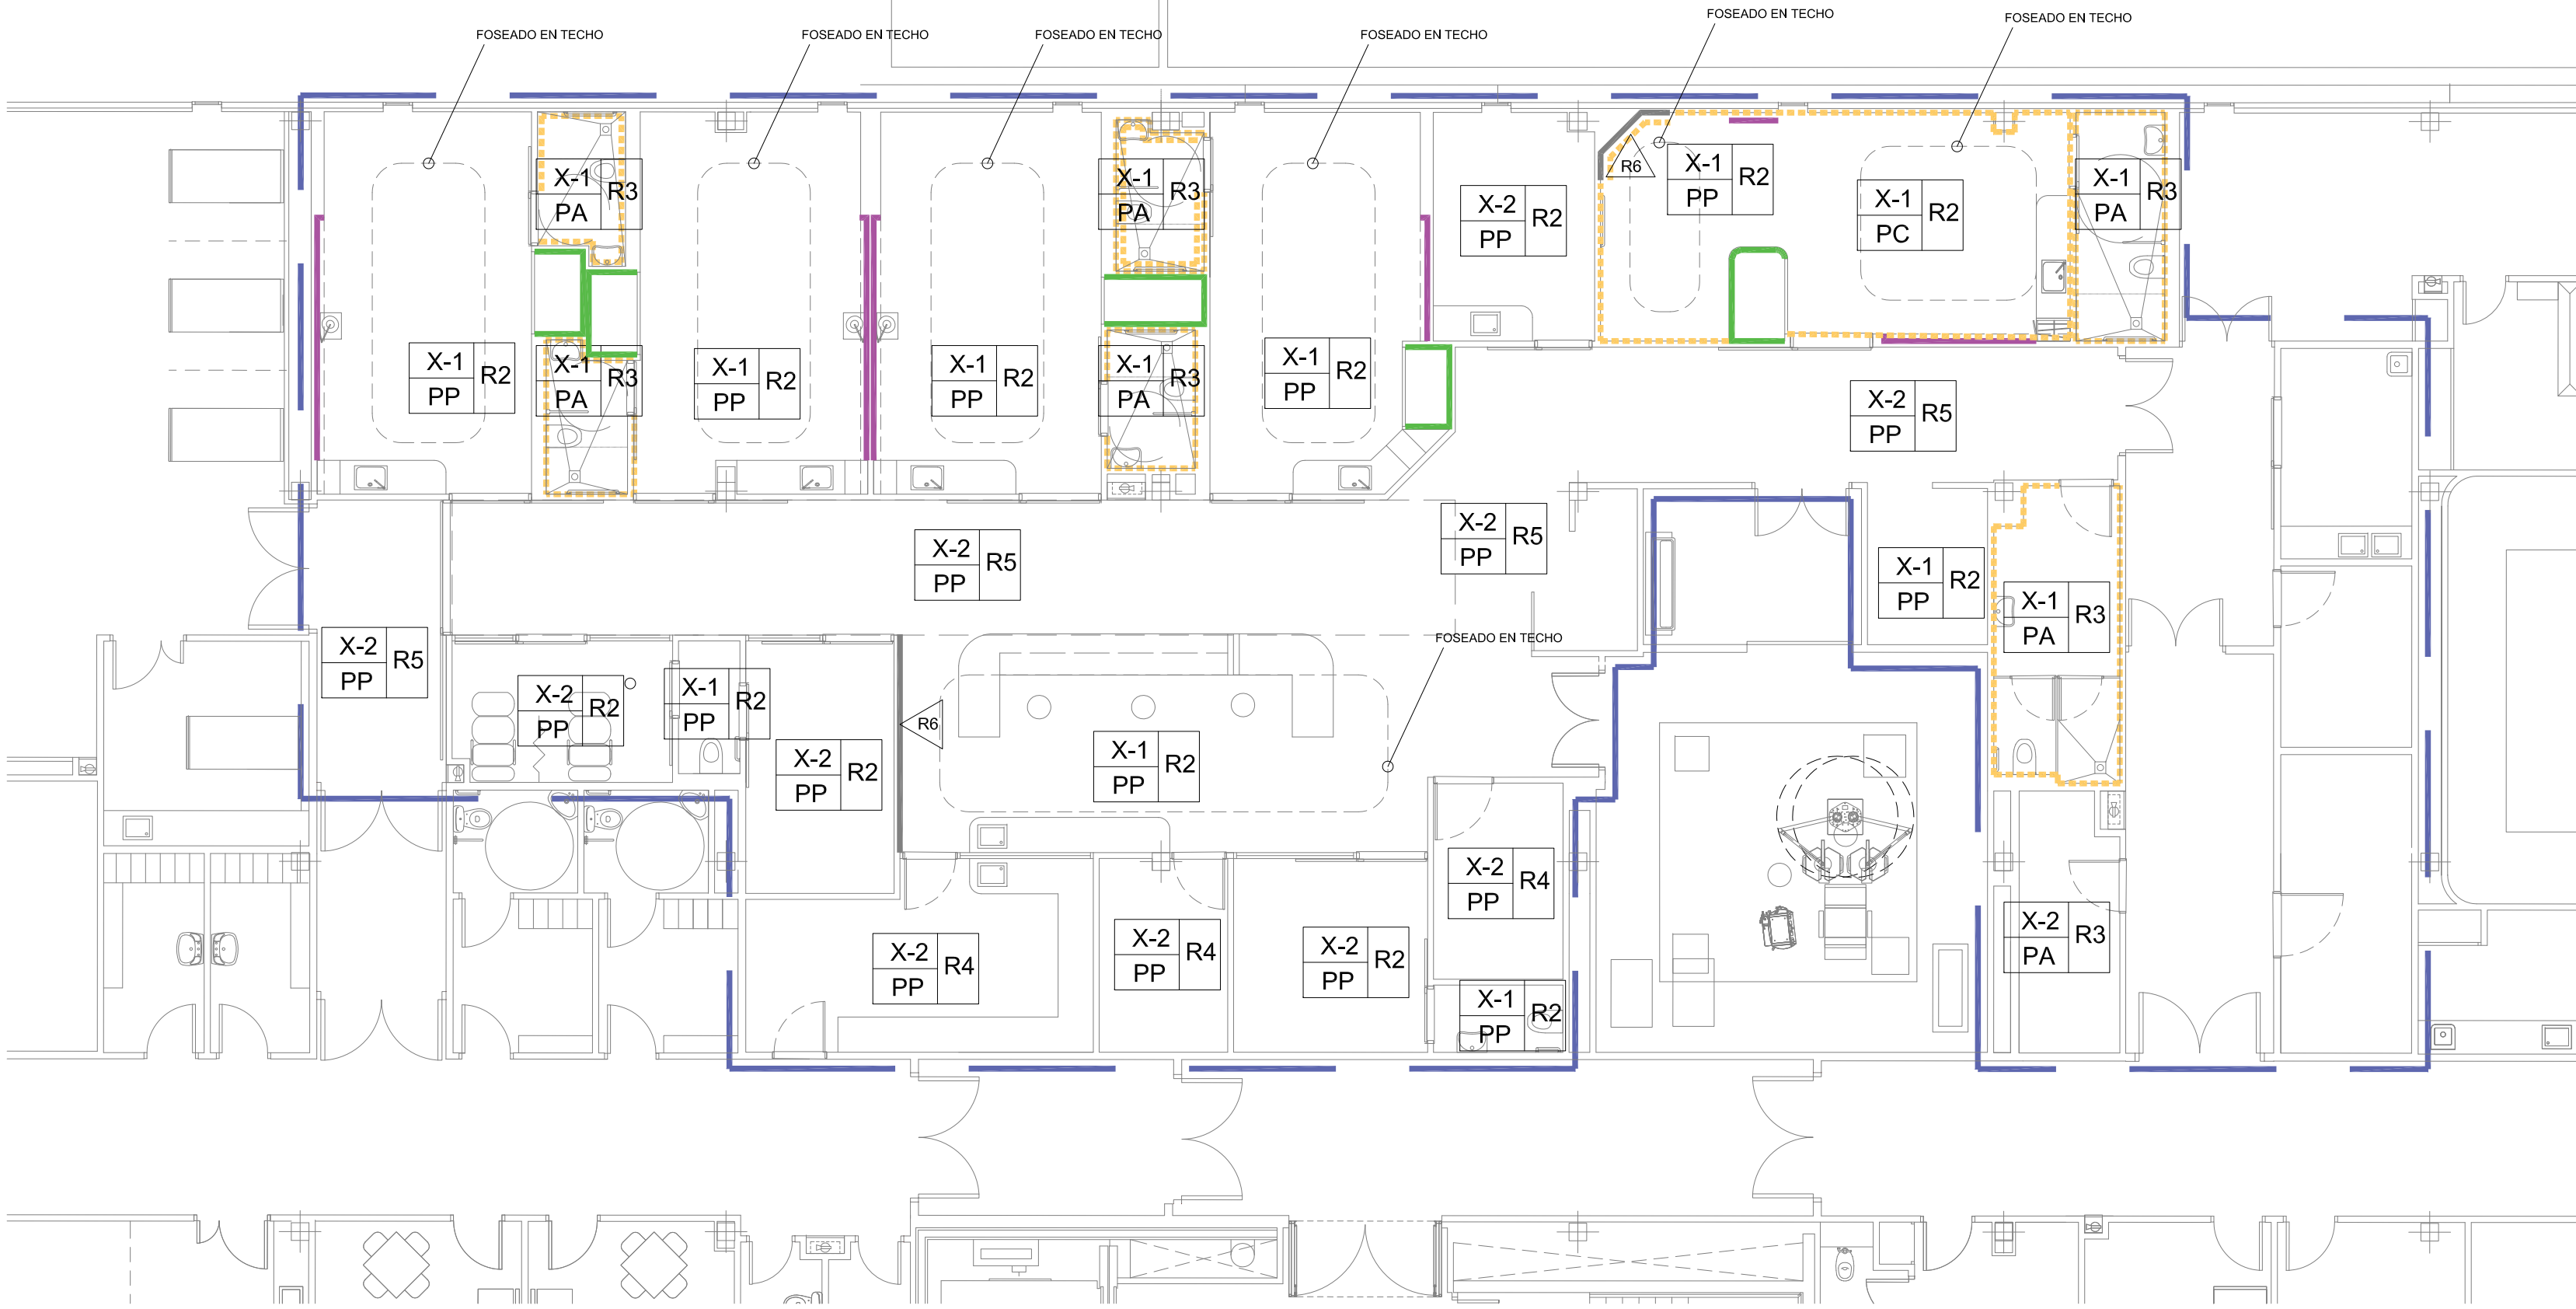 FOSEADO EN TECHO
FOSEADO EN TECHO
FOSEADO EN TECHO
FOSEADO EN TECHO
FOSEADO EN TECHO
FOSEADO EN TECHO
X-1
PA
R3
X-1
PA
R3
X-2
PP
R2
R6
X-1
PP
R2
X-1
PC
R2
X-1
PA
R3
X-1
PP
R2
X-1
PA
R3
X-1
PP
R2
X-1
PP
R2
X-1
PA
R3
X-1
PP
R2
X-2
PP
R5
X-2
PP
R5
X-2
PP
R5
X-1
PP
R2
X-1
PA
R3
X-2
PP
R5
FOSEADO EN TECHO
X-2
PP
R2
X-1
PP
R2
X-2
PP
R2
R6
X-1
PP
R2
X-2
PP
R4
X-2
PP
R4
X-2
PP
R4
X-2
PP
R2
X-2
PA
R3
X-1
PP
R2